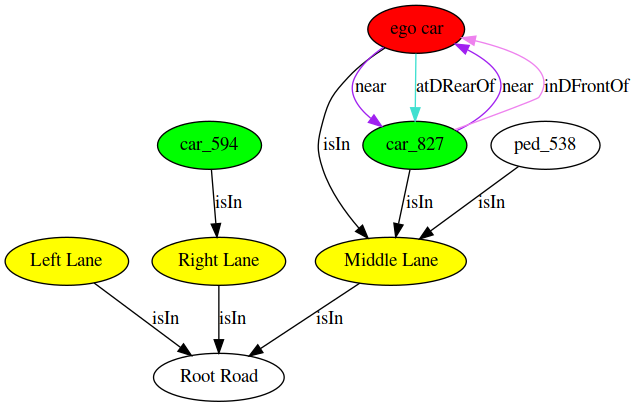 ego car
near
atDRearOf
near
inDFrontOf
car_594
isIn
car_827
ped_538
isIn
isIn
isIn
Left Lane
Right Lane
Middle Lane
isIn
isIn
isIn
Root Road